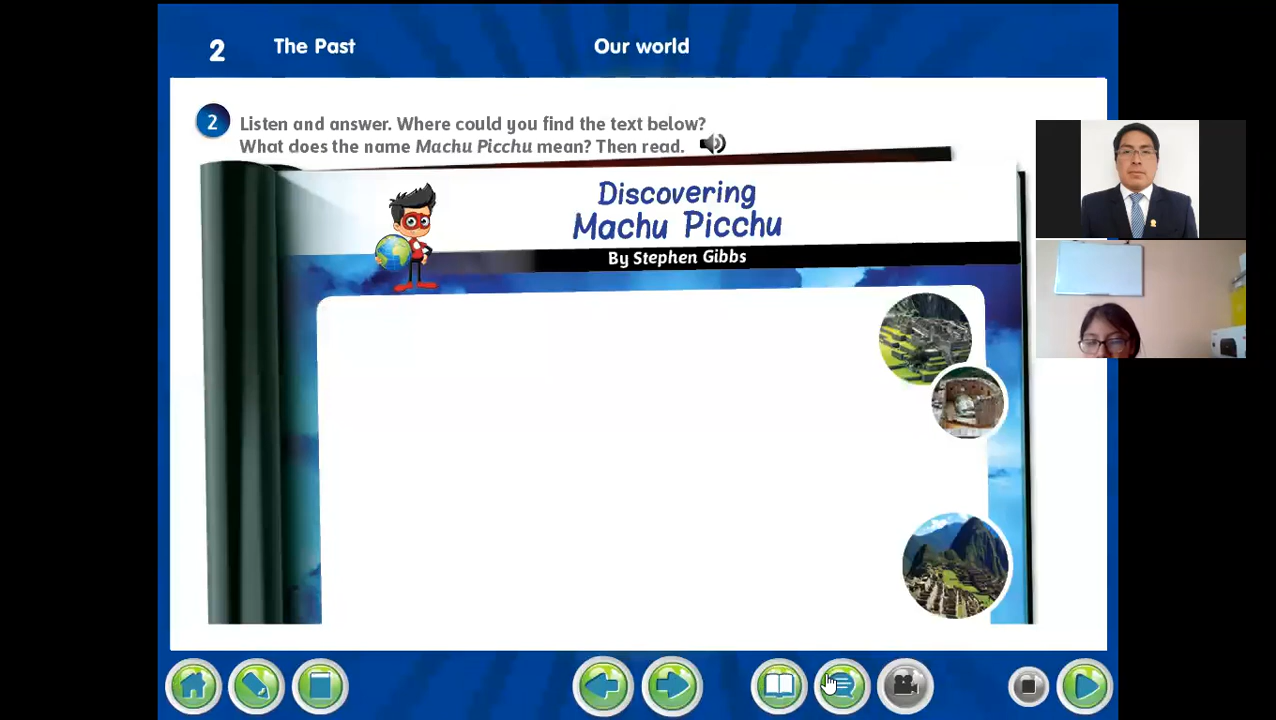 2 The Past Our world
2 Listen and answer. Where could you find the text below?
What does the name Machu Picchu mean? Then read.
Discovering
Machu Picchu
By Stephen Gibbs